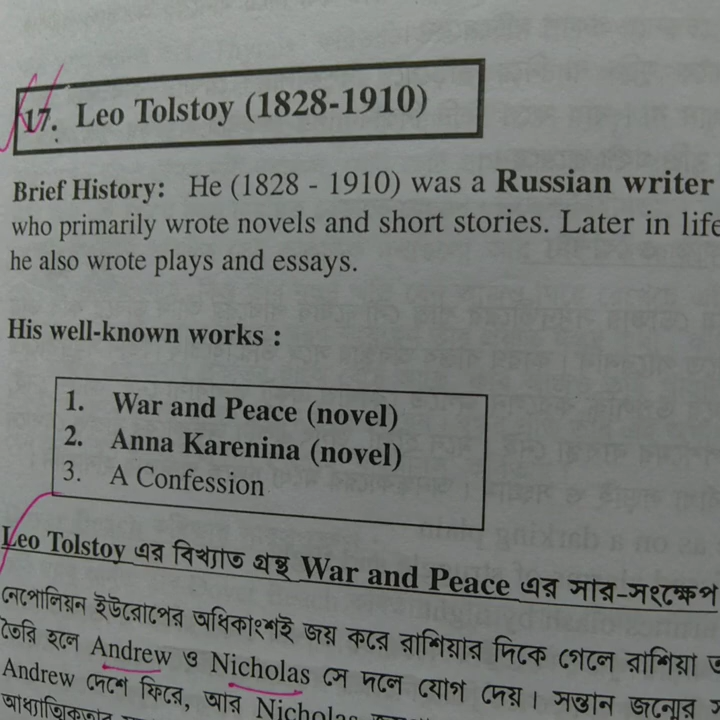 17. Leo Tolstoy (1828-1910)
Brief History: He (1828 - 1910) was a Russian writer
who primarily wrote novels and short stories. Later in life
he also wrote plays and essays.
His well-known works :
1. War and Peace (novel)
2. Anna Karenina (novel)
3. A Confession
Leo Tolstoy এর বিখ্যাত গ্রন্থ War and Peace এর সার-সংক্ষেপ
নেপোলিয়ন ইউরোপের অধিকাংশই জয় করে রাশিয়ার দিকে গেলে রাশিয়া
তৈরি হলে Andrew ও Nicholas সে দলে যোগ দেয়। সন্তান জন্মের
Andrew দেশে ফিরে, আর Nicholas
আধ্যাত্মিকতার